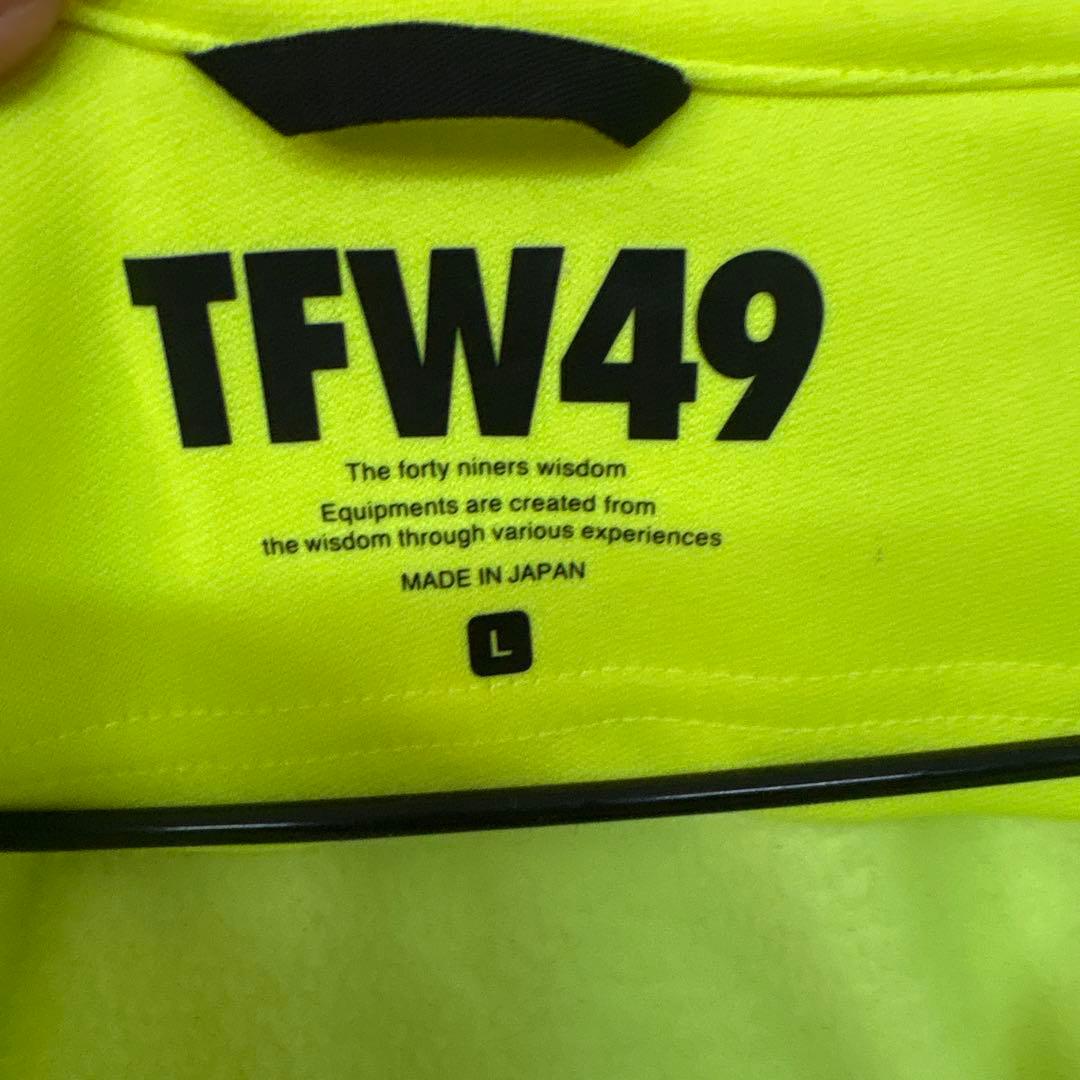 TFW49
The forty niners wisdom
Equipments are created from
the wisdom through various experiences
MADE IN JAPAN
L